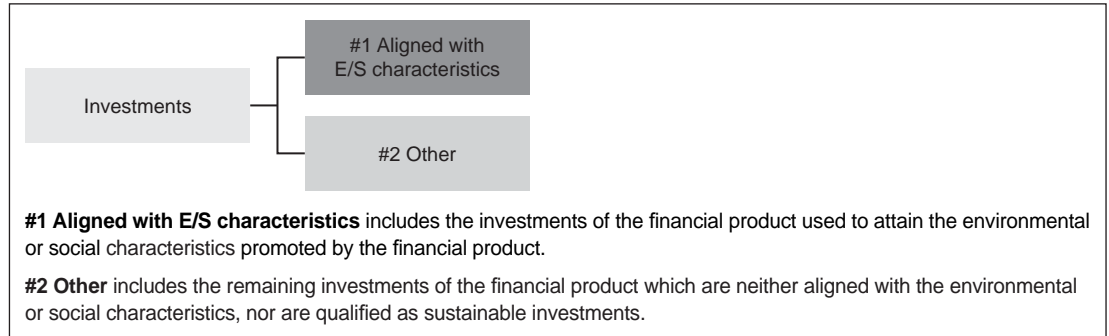 #1 Aligned with
E/S characteristics
Investments
#2 Other
#1 Aligned with E/S characteristics includes the investments of the financial product used to attain the environmental
or social characteristics promoted by the financial product.
#2 Other includes the remaining investments of the financial product which are neither aligned with the environmental
or social characteristics, nor are qualified as sustainable investments.